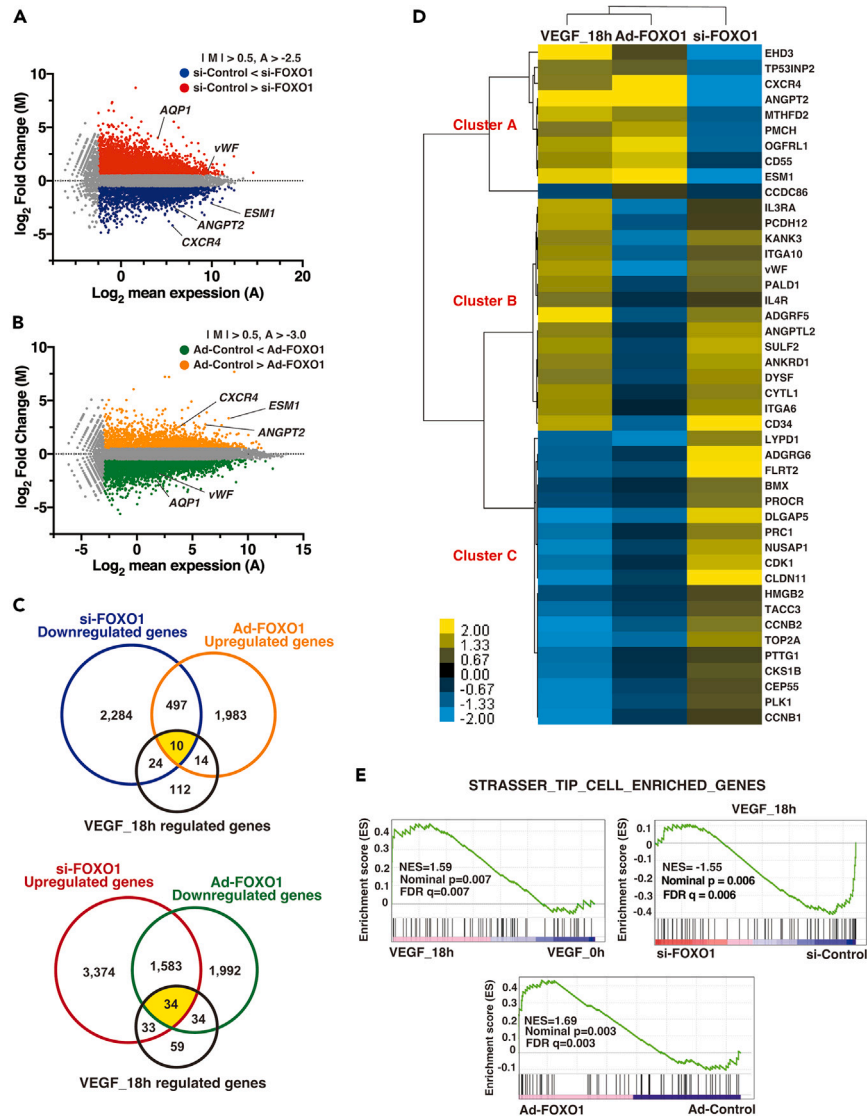 A
| M | > 0.5, A > -2.5
si-Control < si-FOXO1
si-Control > si-FOXO1
AQP1
vWF
ESM1
ANGPT2
CXCR4
log2 Fold Change (M)
10
5
0
-5
-10
0
10
20
Log2 mean expession (A)
B
| M | > 0.5, A > -3.0
Ad-Control < Ad-FOXO1
Ad-Control > Ad-FOXO1
CXCR4
ESM1
ANGPT2
vWF
AQP1
log2 Fold Change (M)
10
5
0
-5
-5
0
5
10
15
Log2 mean expession (A)
C
si-FOXO1
Downregulated genes
Ad-FOXO1
Upregulated genes
2,284
497
1,983
10
24
14
112
VEGF_18h regulated genes
si-FOXO1
Upregulated genes
Ad-FOXO1
Downregulated genes
3,374
1,583
1,992
34
33
34
59
VEGF_18h regulated genes
D
VEGF_18h Ad-FOXO1 si-FOXO1
Cluster A
Cluster B
Cluster C
EHD3
TP53INP2
CXCR4
ANGPT2
MTHFD2
PMCH
OGFRL1
CD55
ESM1
CCDC86
IL3RA
PCDH12
KANK3
ITGA10
vWF
PALD1
IL4R
ADGRF5
ANGPTL2
SULF2
ANKRD1
DYSF
CYTL1
ITGA6
CD34
LYPD1
ADGRG6
FLRT2
BMX
PROCR
DLGAP5
PRC1
NUSAP1
CDK1
CLDN11
HMGB2
TACC3
CCNB2
TOP2A
PTTG1
CKS1B
CEP55
PLK1
CCNB1
2.00
1.33
0.67
0.00
-0.67
-1.33
-2.00
E
STRASSER_TIP_CELL_ENRICHED_GENES
Enrichment score (ES)
0.4
0.3
0.2
0.1
0
NES=1.59
Nominal p=0.007
FDR q=0.007
VEGF_18h
VEGF_0h
VEGF_18h
Enrichment score (ES)
0.1
0
-0.1
-0.2
-0.3
-0.4
NES= -1.55
Nominal p = 0.006
FDR q = 0.006
si-FOXO1
si-Control
Enrichment score (ES)
0.4
0.3
0.2
0.1
0
-0.1
NES=1.69
Nominal p=0.003
FDR q=0.003
Ad-FOXO1
Ad-Control